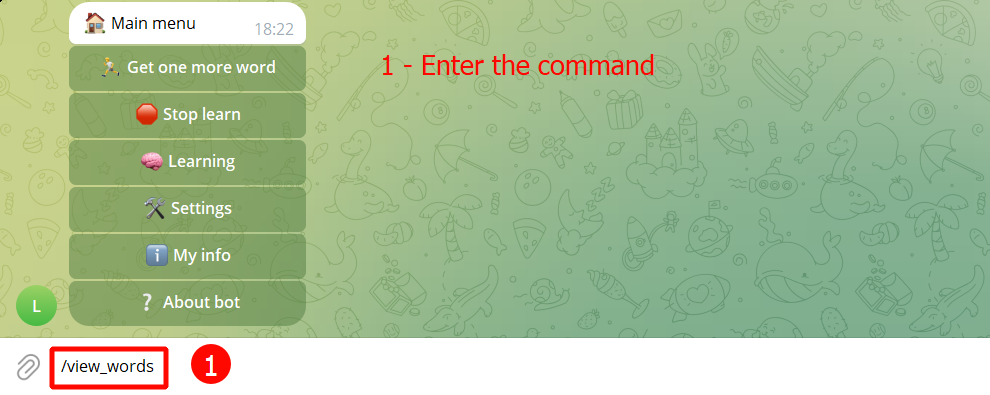 Main menu
18:22
Get one more word
1 - Enter the command
Stop learn
Learning
Settings
My info
About bot
L
/view_words
1